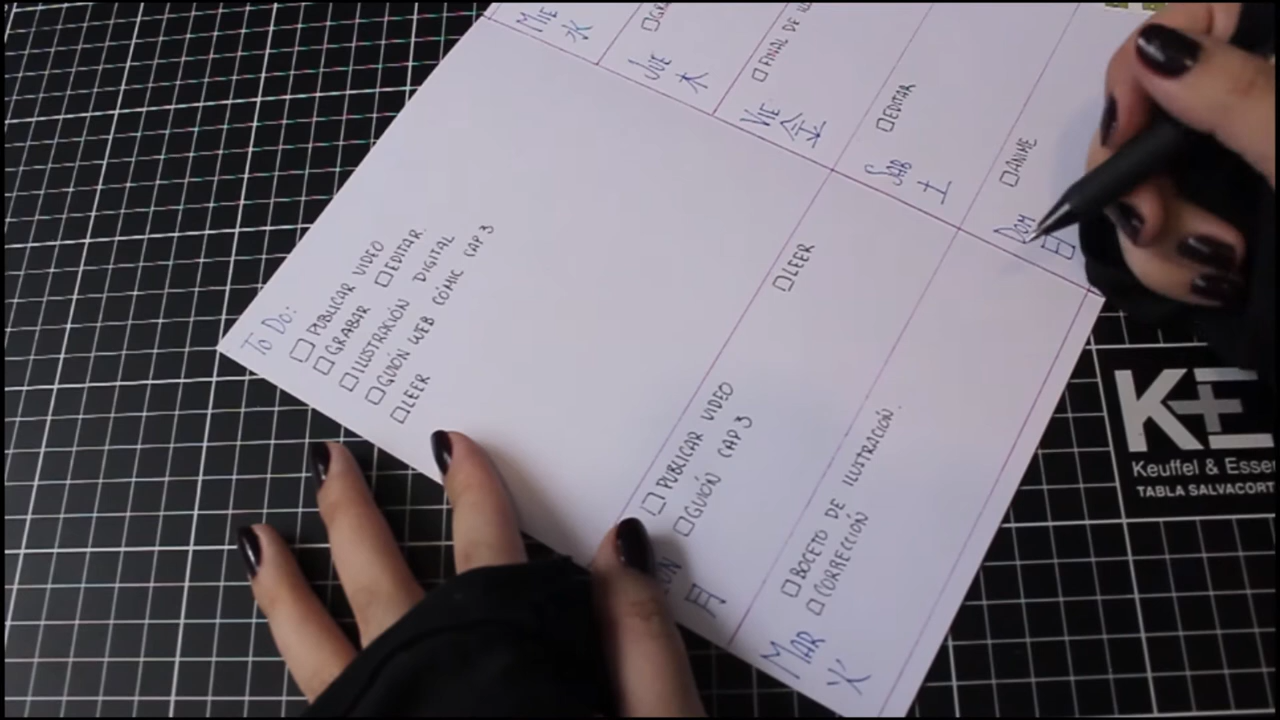 To Do:
□ PUBLICAR VIDEO
□ GRABAR □ EDITAR.
□ ILUSTRACIÓN DIGITAL
□ GUIÓN WEB CÓMIC CAP 3
□ LEER
□ PUBLICAR VIDEO
□ GUIÓN CAP 3
月
□ LEER
MAR
火
□ BOCETO DE ILUSTRACIÓN.
□ CORRECCIÓN
MIE
水
JUE
木
VIE
金
□ FINAL DE
SAB
土
□ EDITAR
DOM
日
□ ANIME
K+E
Keuffel & Esser
TABLA SALVACORT